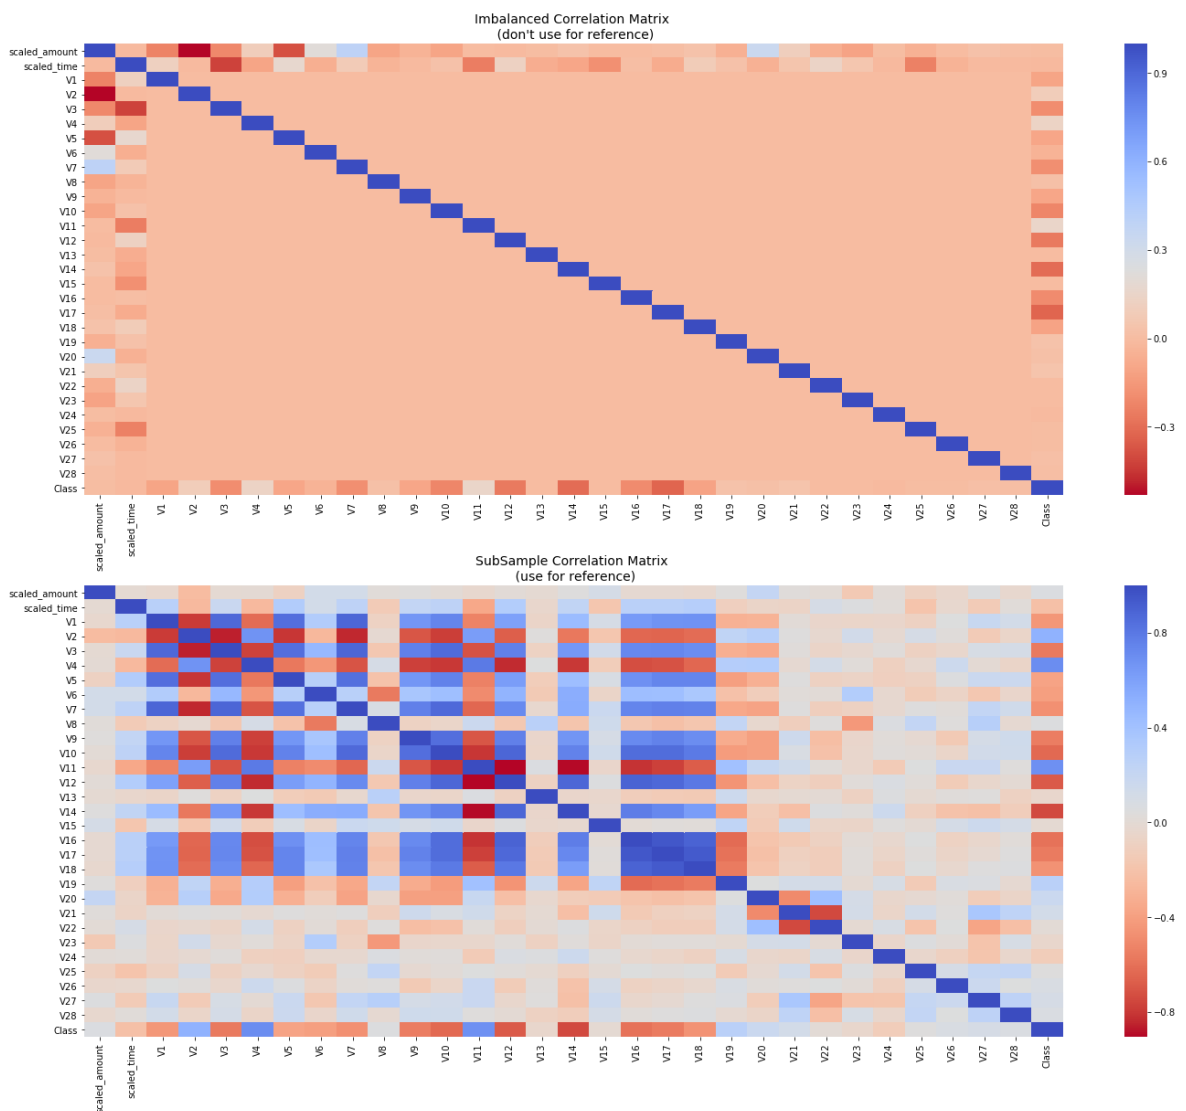 Imbalanced Correlation Matrix
(don't use for reference)
scaled_amount
scaled_time
V1
V2
V3
V4
V5
V6
V7
V8
V9
V10
V11
V12
V13
V14
V15
V16
V17
V18
V19
V20
V21
V22
V23
V24
V25
V26
V27
V28
Class
scaled_amount scaled_time V1 V2 V3 V4 V5 V6 V7 V8 V9 V10 V11 V12 V13 V14 V15 V16 V17 V18 V19 V20 V21 V22 V23 V24 V25 V26 V27 V28 Class
0.9
0.6
0.3
0.0
−0.3
SubSample Correlation Matrix
(use for reference)
scaled_amount
scaled_time
V1
V2
V3
V4
V5
V6
V7
V8
V9
V10
V11
V12
V13
V14
V15
V16
V17
V18
V19
V20
V21
V22
V23
V24
V25
V26
V27
V28
Class
scaled_amount scaled_time V1 V2 V3 V4 V5 V6 V7 V8 V9 V10 V11 V12 V13 V14 V15 V16 V17 V18 V19 V20 V21 V22 V23 V24 V25 V26 V27 V28 Class
0.8
0.4
0.0
−0.4
−0.8